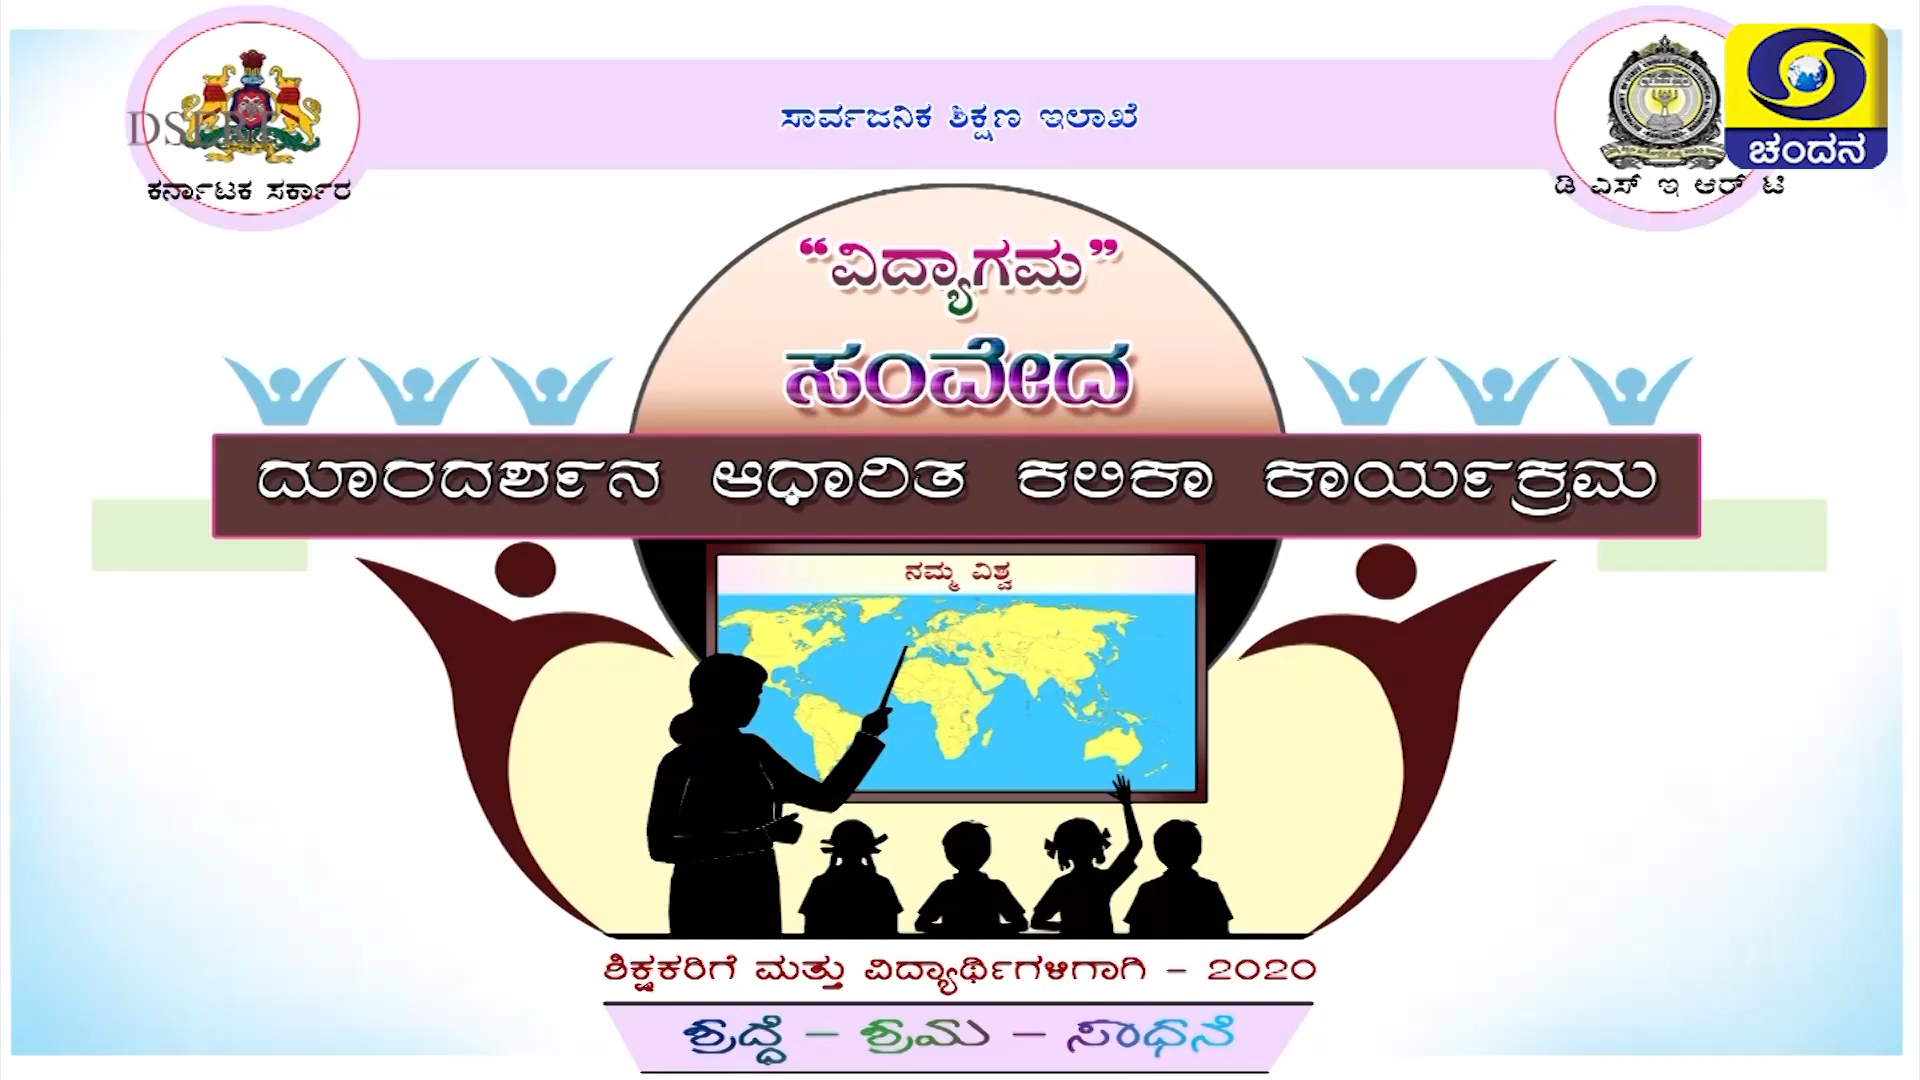 ಸಾರ್ವಜನಿಕ ಶಿಕ್ಷಣ ಇಲಾಖೆ
ಚಂದನ
ಕರ್ನಾಟಕ ಸರ್ಕಾರ
ಡಿ ಎಸ್ ಇ ಆರ್ ಟಿ
“ವಿದ್ಯಾಗಮ”
ಸಂವೇದ
ದೂರದರ್ಶನ ಆಧಾರಿತ ಕಲಿಕಾ ಕಾರ್ಯಕ್ರಮ
ನಮ್ಮ ವಿಶ್ವ
ಶಿಕ್ಷಕರಿಗೆ ಮತ್ತು ವಿದ್ಯಾರ್ಥಿಗಳಿಗಾಗಿ - 2020
ಶ್ರದ್ಧೆ - ಶ್ರಮ - ಸಾಧನೆ